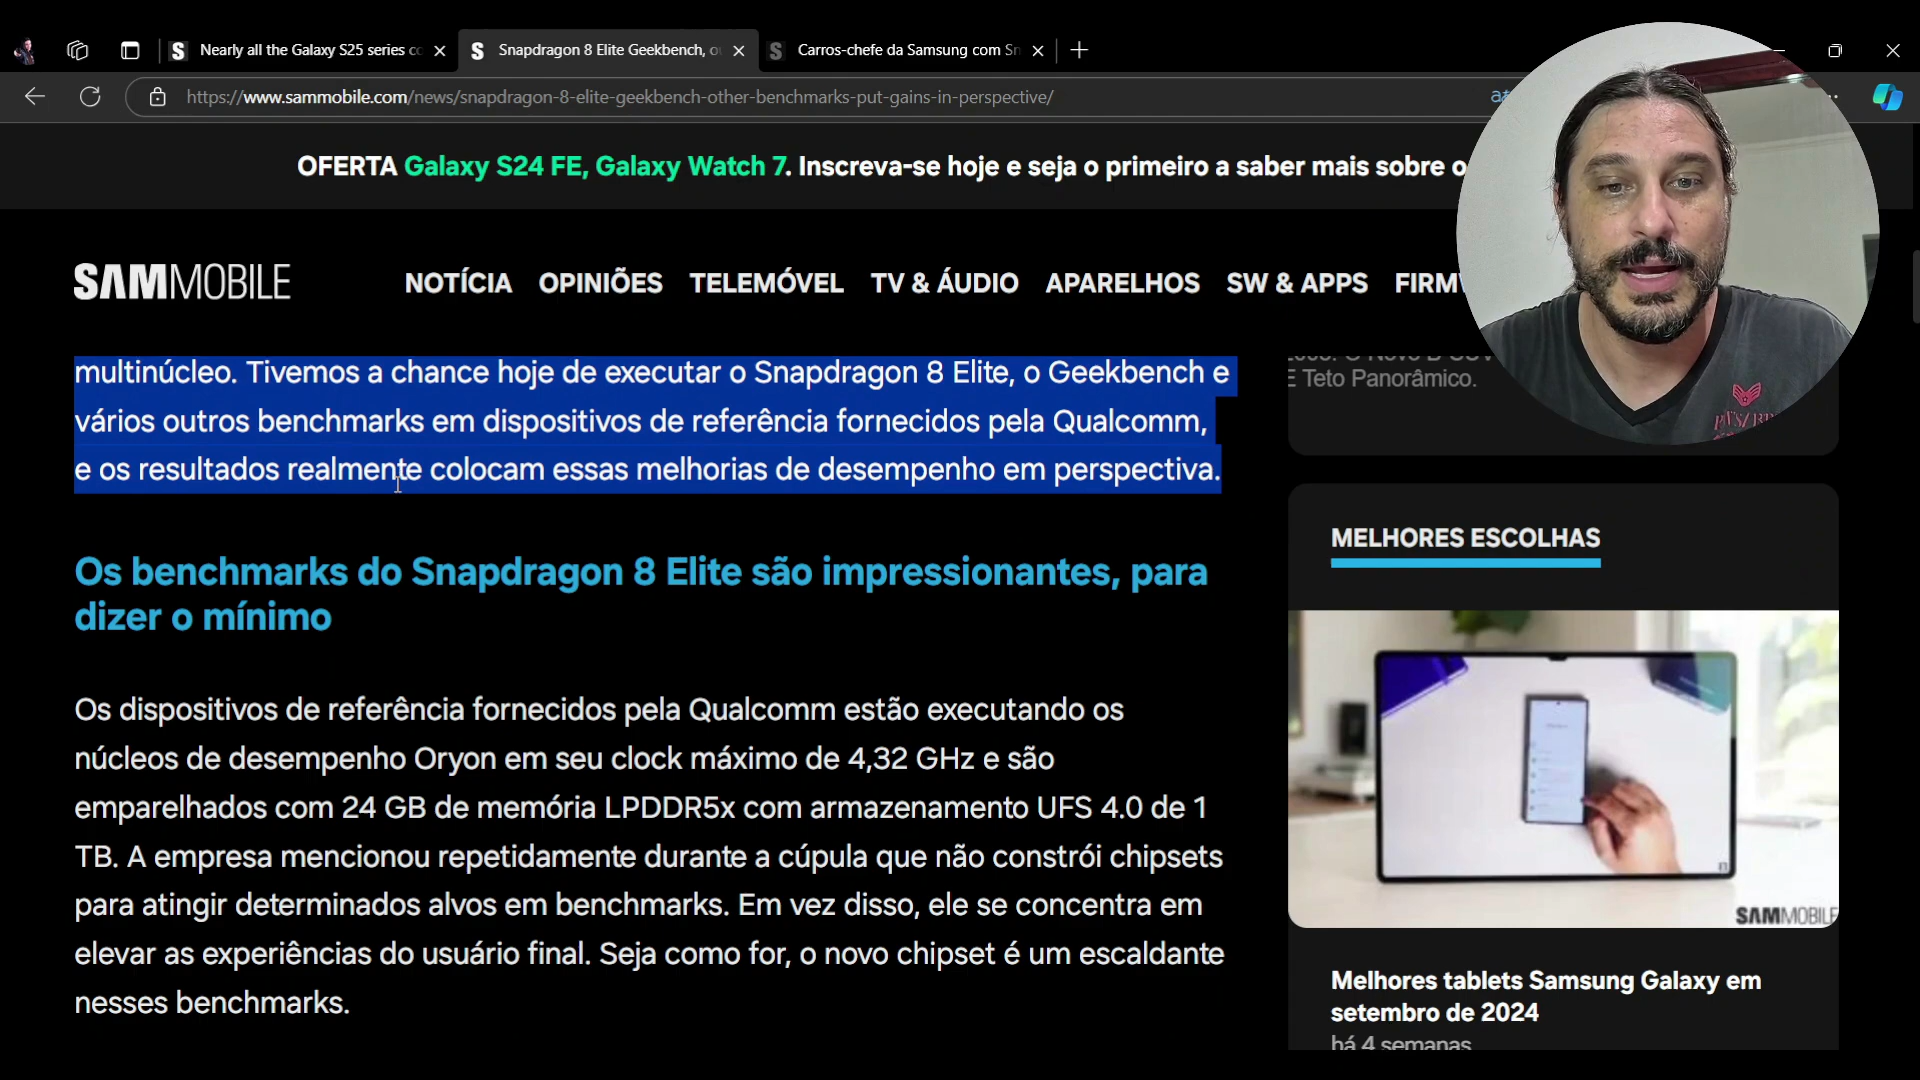 Nearly all the Galaxy S25 series co
Snapdragon 8 Elite Geekbench, o
Carros-chefe da Samsung com Sn
https://www.sammobile.com/news/snapdragon-8-elite-geekbench-other-benchmarks-put-gains-in-perspective/
OFERTA Galaxy S24 FE, Galaxy Watch 7. Inscreva-se hoje e seja o primeiro a saber mais sobre o
SAMMOBILE
NOTÍCIA OPINIÕES TELEMÓVEL TV & ÁUDIO APARELHOS SW & APPS FIRM
multinúcleo. Tivemos a chance hoje de executar o Snapdragon 8 Elite, o Geekbench e
vários outros benchmarks em dispositivos de referência fornecidos pela Qualcomm,
e os resultados realmente colocam essas melhorias de desempenho em perspectiva.
Os benchmarks do Snapdragon 8 Elite são impressionantes, para
dizer o mínimo
Os dispositivos de referência fornecidos pela Qualcomm estão executando os
núcleos de desempenho Oryon em seu clock máximo de 4,32 GHz e são
emparelhados com 24 GB de memória LPDDR5x com armazenamento UFS 4.0 de 1
TB. A empresa mencionou repetidamente durante a cúpula que não constrói chipsets
para atingir determinados alvos em benchmarks. Em vez disso, ele se concentra em
elevar as experiências do usuário final. Seja como for, o novo chipset é um escaldante
nesses benchmarks.
E Teto Panorâmico.
MELHORES ESCOLHAS
SAMMOBILE
Melhores tablets Samsung Galaxy em
setembro de 2024
há 4 semanas